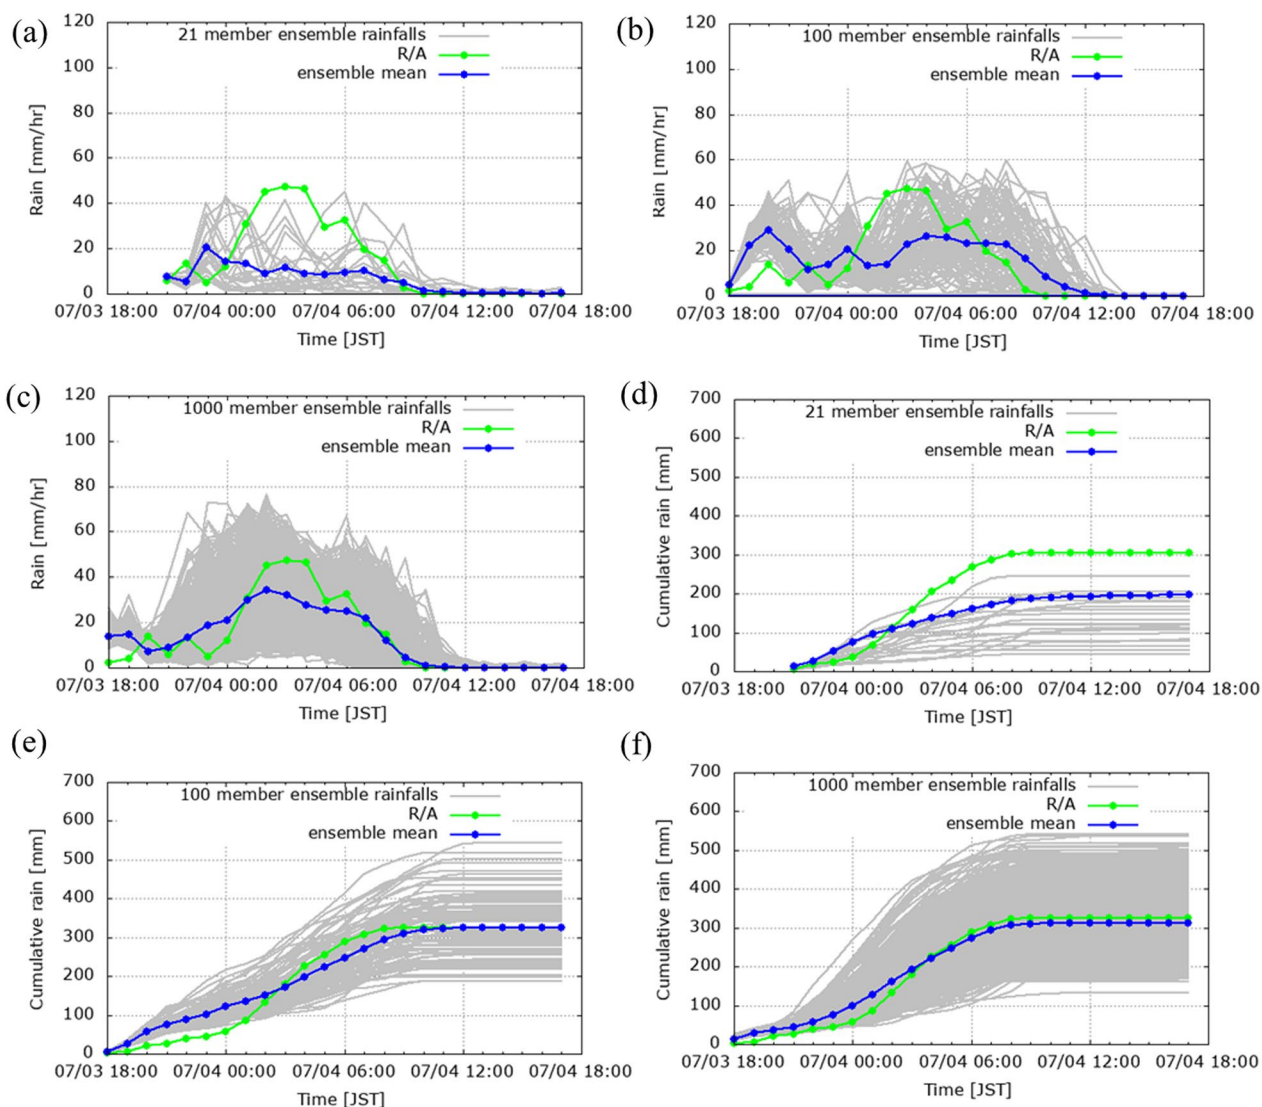 (a)
120
100
80
60
40
20
0
Rain [mm/hr]
21 member ensemble rainfalls
R/A
ensemble mean
07/03 18:00 07/04 00:00 07/04 06:00 07/04 12:00 07/04 18:00
Time [JST]
(b)
120
100
80
60
40
20
0
Rain [mm/hr]
100 member ensemble rainfalls
R/A
ensemble mean
07/03 18:00 07/04 00:00 07/04 06:00 07/04 12:00 07/04 18:00
Time [JST]
(c)
120
100
80
60
40
20
0
Rain [mm/hr]
1000 member ensemble rainfalls
R/A
ensemble mean
07/03 18:00 07/04 00:00 07/04 06:00 07/04 12:00 07/04 18:00
Time [JST]
(d)
700
600
500
400
300
200
100
0
Cumulative rain [mm]
21 member ensemble rainfalls
R/A
ensemble mean
07/03 18:00 07/04 00:00 07/04 06:00 07/04 12:00 07/04 18:00
Time [JST]
(e)
700
600
500
400
300
200
100
0
Cumulative rain [mm]
100 member ensemble rainfalls
R/A
ensemble mean
07/03 18:00 07/04 00:00 07/04 06:00 07/04 12:00 07/04 18:00
Time [JST]
(f)
700
600
500
400
300
200
100
0
Cumulative rain [mm]
1000 member ensemble rainfalls
R/A
ensemble mean
07/03 18:00 07/04 00:00 07/04 06:00 07/04 12:00 07/04 18:00
Time [JST]